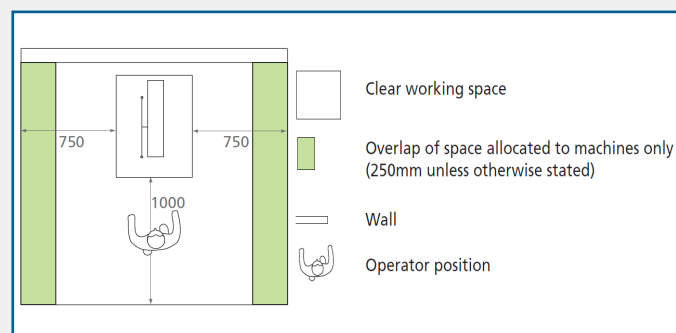 750
750
1000
Clear working space
Overlap of space allocated to machines only
(250mm unless otherwise stated)
Wall
Operator position